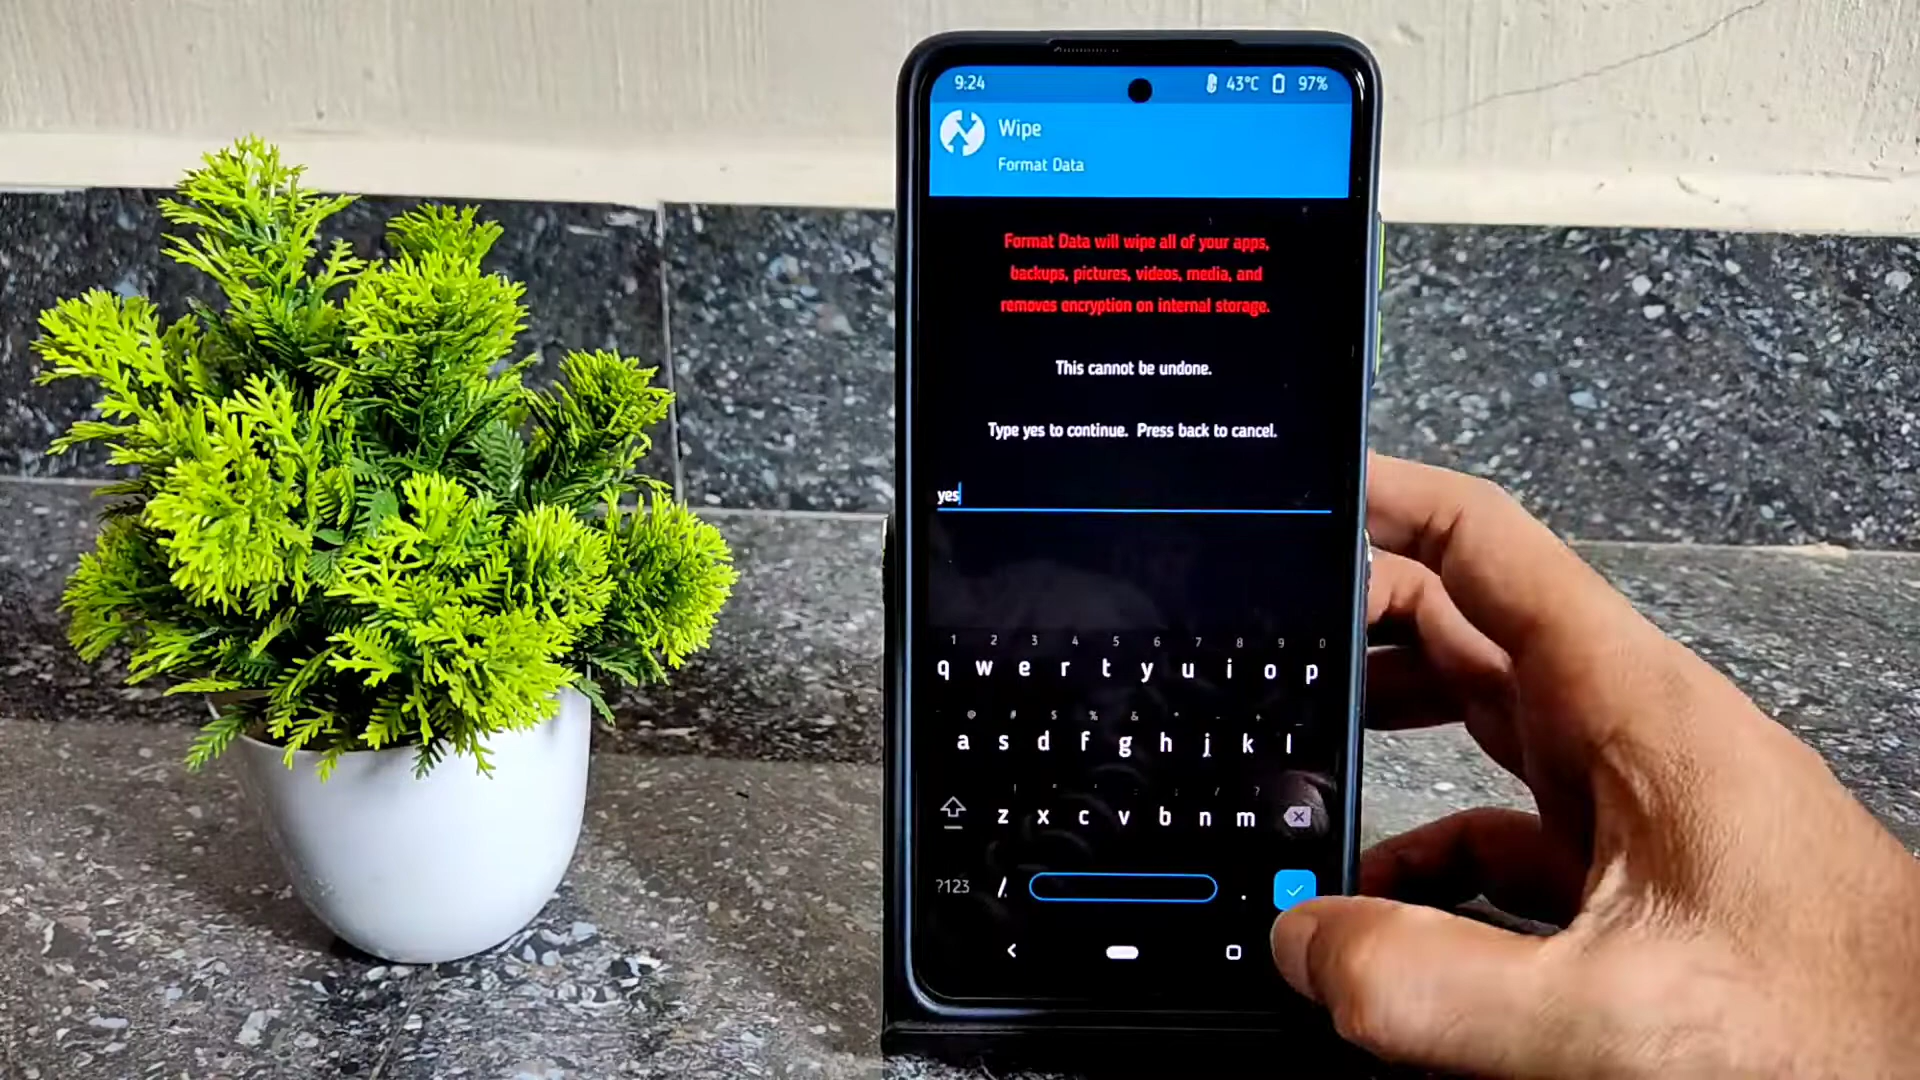 9:24 43°C 97%
Wipe
Format Data
Format Data will wipe all of your apps,
backups, pictures, videos, media, and
removes encryption on internal storage.
This cannot be undone.
Type yes to continue. Press back to cancel.
yes
1 2 3 4 5 6 7 8 9 0
q w e r t y u i o p
@ # $ % & * - + _
a s d f g h j k l
z x c v b n m
?123 / .